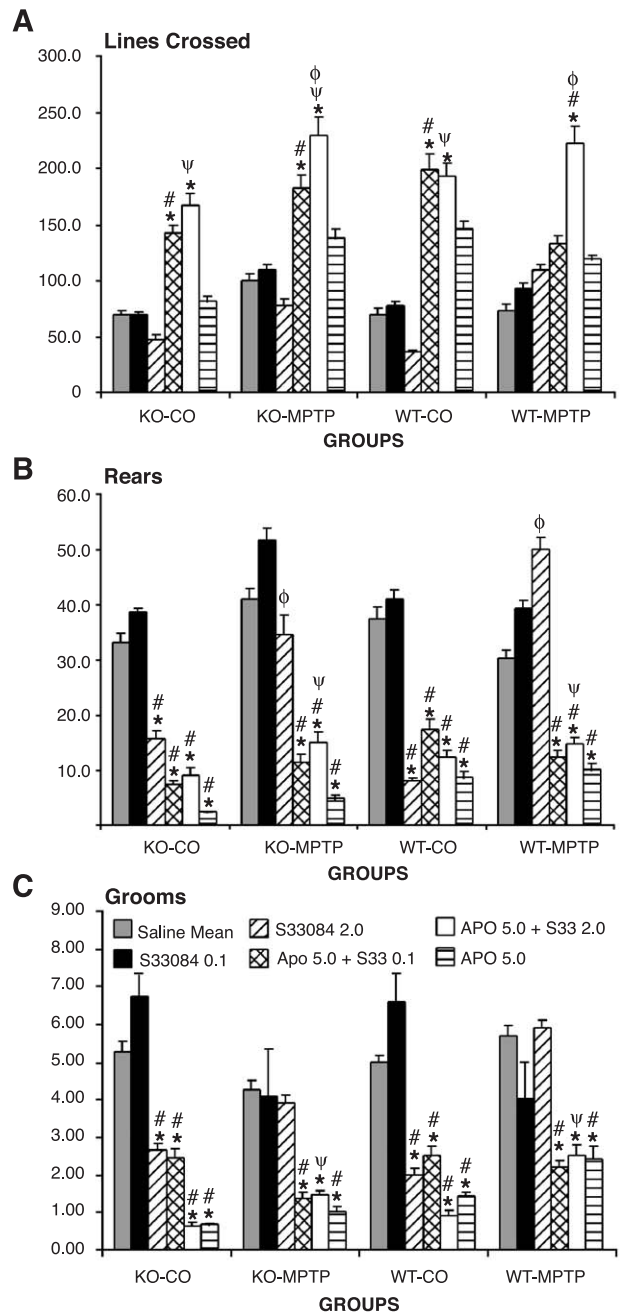 A
Lines Crossed
300.0
250.0
200.0
150.0
100.0
50.0
0
# * ψ *
# * ϕ ψ *
# * ψ *
ϕ # *
KO-CO KO-MPTP WT-CO WT-MPTP
GROUPS
B
Rears
60.0
50.0
40.0
30.0
20.0
10.0
# * # * # * # *
ϕ # * ψ # * # *
# * # * # * # *
ϕ # * ψ # * # *
KO-CO KO-MPTP WT-CO WT-MPTP
GROUPS
C
Grooms
Saline Mean S33084 2.0 APO 5.0 + S33 2.0
S33084 0.1 Apo 5.0 + S33 0.1 APO 5.0
9.00
8.00
7.00
6.00
5.00
4.00
3.00
2.00
1.00
0.00
# * # * # * # *
# * ψ * # *
# * # * # * # *
# * ψ * # *
KO-CO KO-MPTP WT-CO WT-MPTP
GROUPS